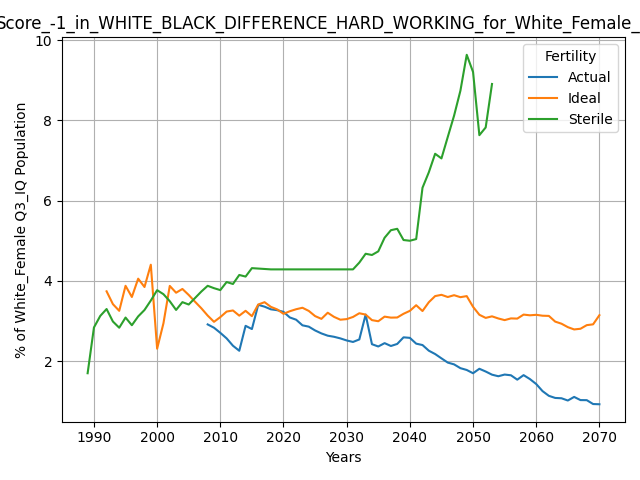 Score_-1_in_WHITE_BLACK_DIFFERENCE_HARD_WORKING_for_White_Female_
10
8
6
4
2
% of White_Female Q3_IQ Population
Fertility
Actual
Ideal
Sterile
1990 2000 2010 2020 2030 2040 2050 2060 2070
Years